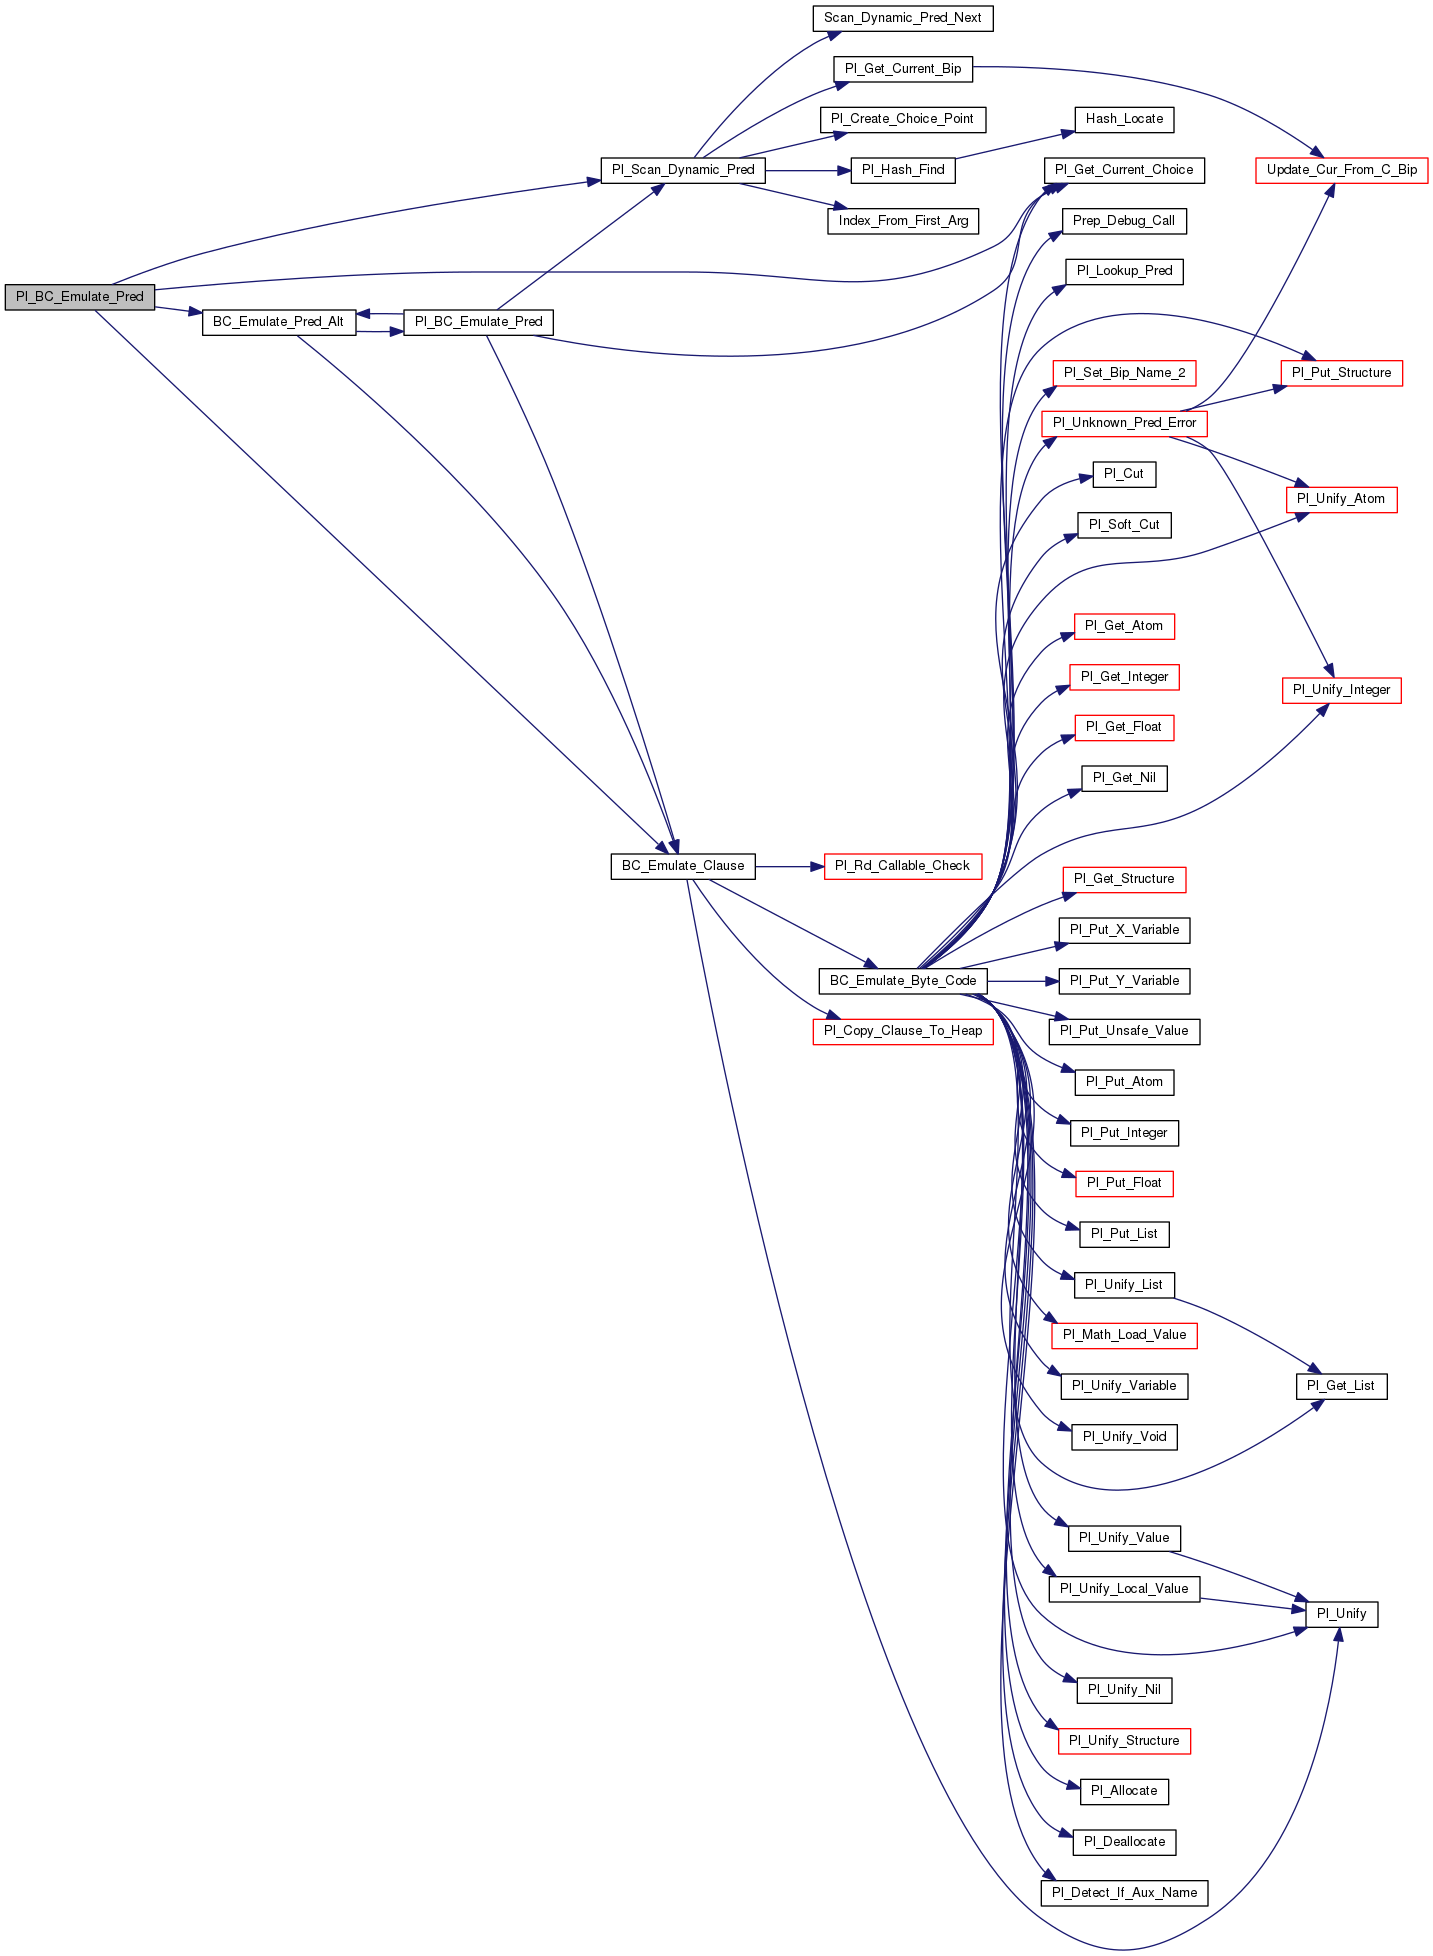 Scan_Dynamic_Pred_Next
Pl_Get_Current_Bip
Pl_Create_Choice_Point
Hash_Locate
Pl_Scan_Dynamic_Pred
Pl_Hash_Find
Pl_Get_Current_Choice
Update_Cur_From_C_Bip
Index_From_First_Arg
Prep_Debug_Call
Pl_Lookup_Pred
Pl_BC_Emulate_Pred
BC_Emulate_Pred_Alt
Pl_BC_Emulate_Pred
Pl_Set_Bip_Name_2
Pl_Put_Structure
Pl_Unknown_Pred_Error
Pl_Cut
Pl_Unify_Atom
Pl_Soft_Cut
Pl_Get_Atom
Pl_Get_Integer
Pl_Unify_Integer
Pl_Get_Float
Pl_Get_Nil
BC_Emulate_Clause
Pl_Rd_Callable_Check
Pl_Get_Structure
Pl_Put_X_Variable
BC_Emulate_Byte_Code
Pl_Put_Y_Variable
Pl_Copy_Clause_To_Heap
Pl_Put_Unsafe_Value
Pl_Put_Atom
Pl_Put_Integer
Pl_Put_Float
Pl_Put_List
Pl_Unify_List
Pl_Math_Load_Value
Pl_Unify_Variable
Pl_Get_List
Pl_Unify_Void
Pl_Unify_Value
Pl_Unify_Local_Value
Pl_Unify
Pl_Unify_Nil
Pl_Unify_Structure
Pl_Allocate
Pl_Deallocate
Pl_Detect_If_Aux_Name